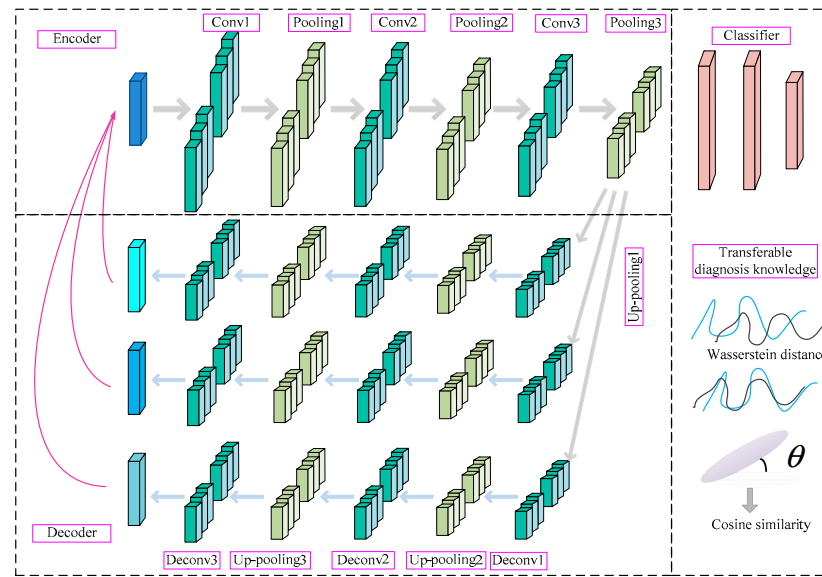 Encoder
Conv1
Pooling1
Conv2
Pooling2
Conv3
Pooling3
Classifier
Up-pooling1
Transferable
diagnosis knowledge
Wasserstein distance
θ
Cosine similarity
Decoder
Deconv3
Up-pooling3
Deconv2
Up-pooling2
Deconv1